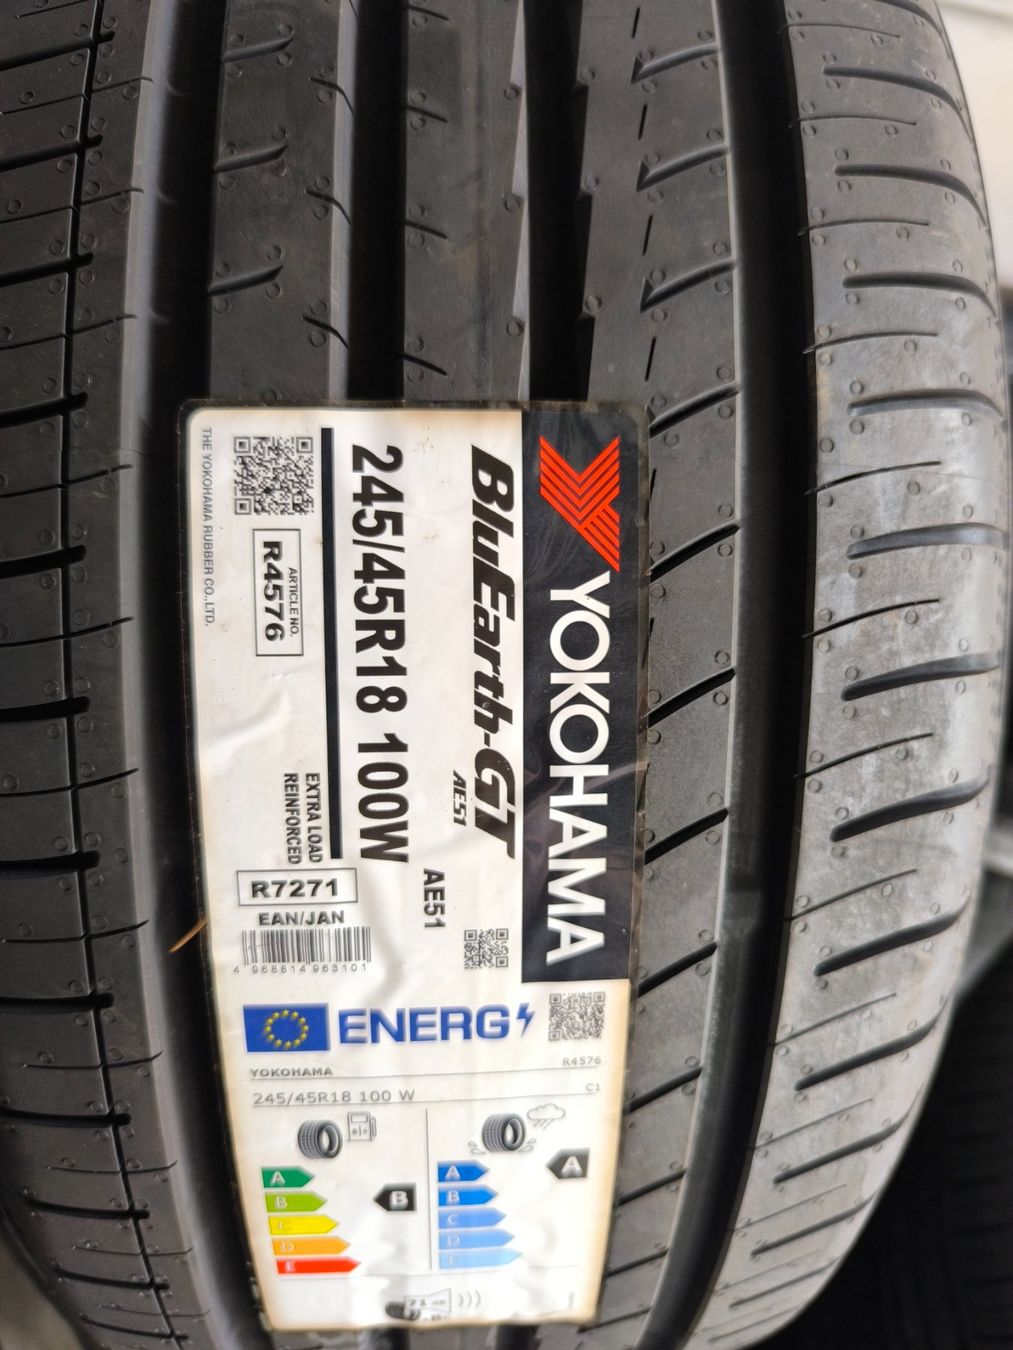 YOKOHAMA
BluEarth-GT
AE51
AE51
245/45R18 100W
EXTRA LOAD
REINFORCED
ARTICLE NO.
R4576
THE YOKOHAMA RUBBER CO.,LTD.
R7271
EAN/JAN
4 968814 963101
ENERG
YOKOHAMA
R4576
245/45R18 100 W
C1
A
B
C
D
E
B
A
B
C
D
E
A
71